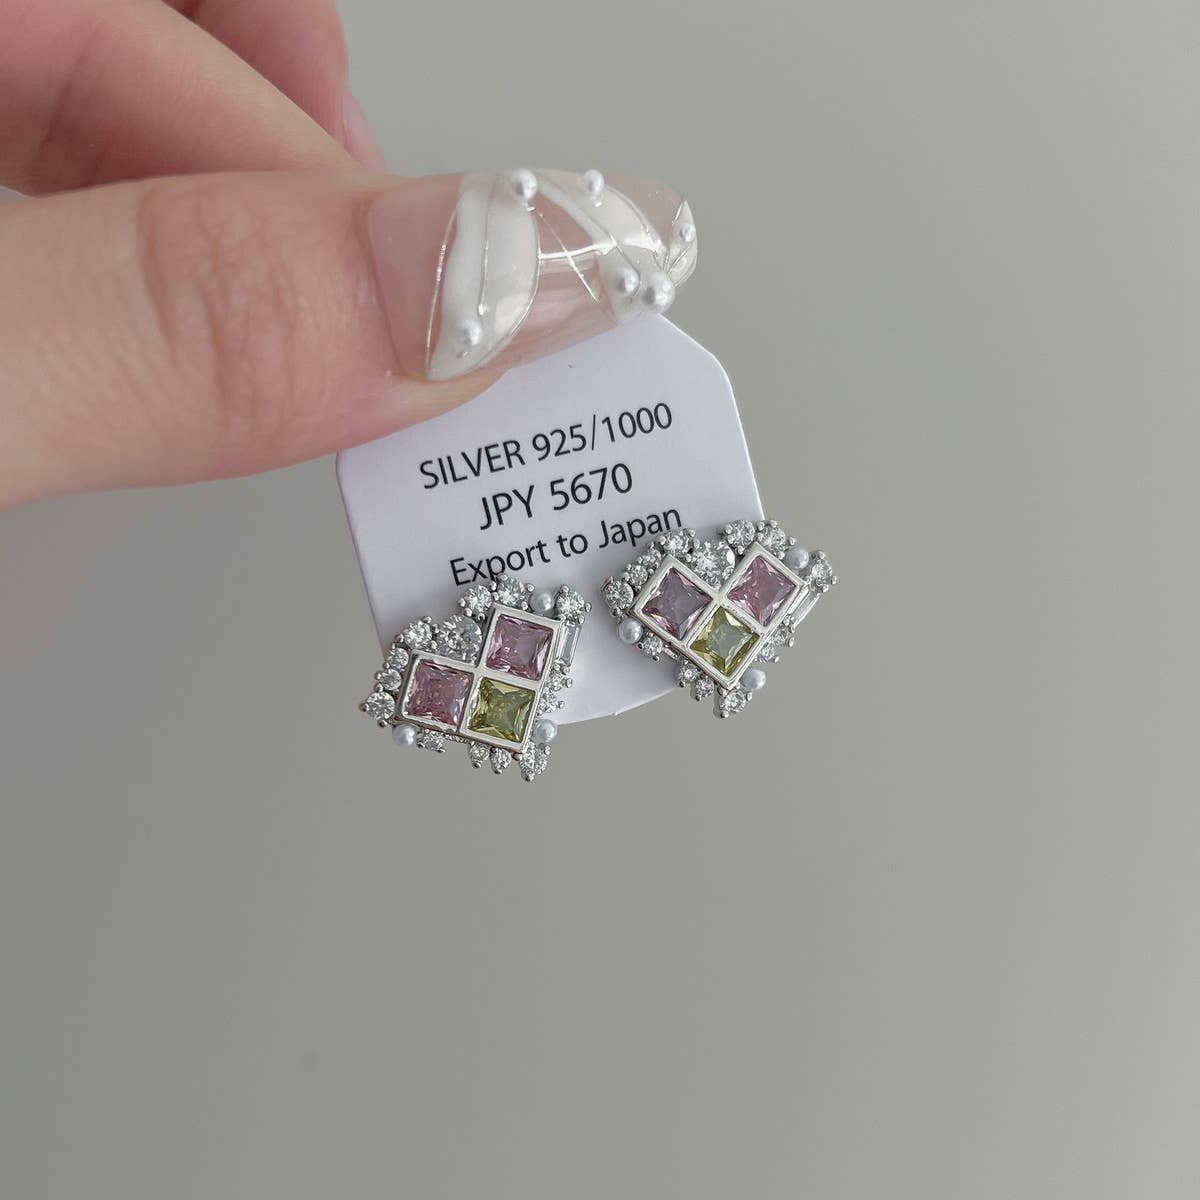 SILVER 925/1000
JPY 5670
Export to Japan